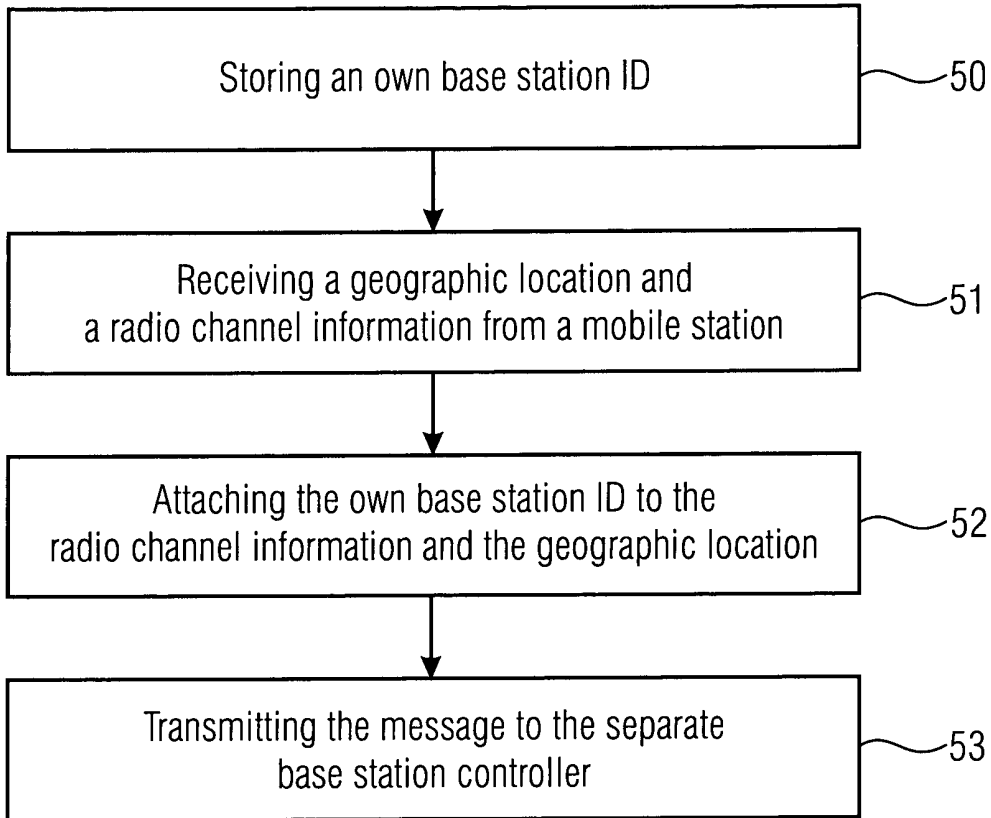 Storing an own base station ID
50
Receiving a geographic location and
a radio channel information from a mobile station
51
Attaching the own base station ID to the
radio channel information and the geographic location
52
Transmitting the message to the separate
base station controller
53